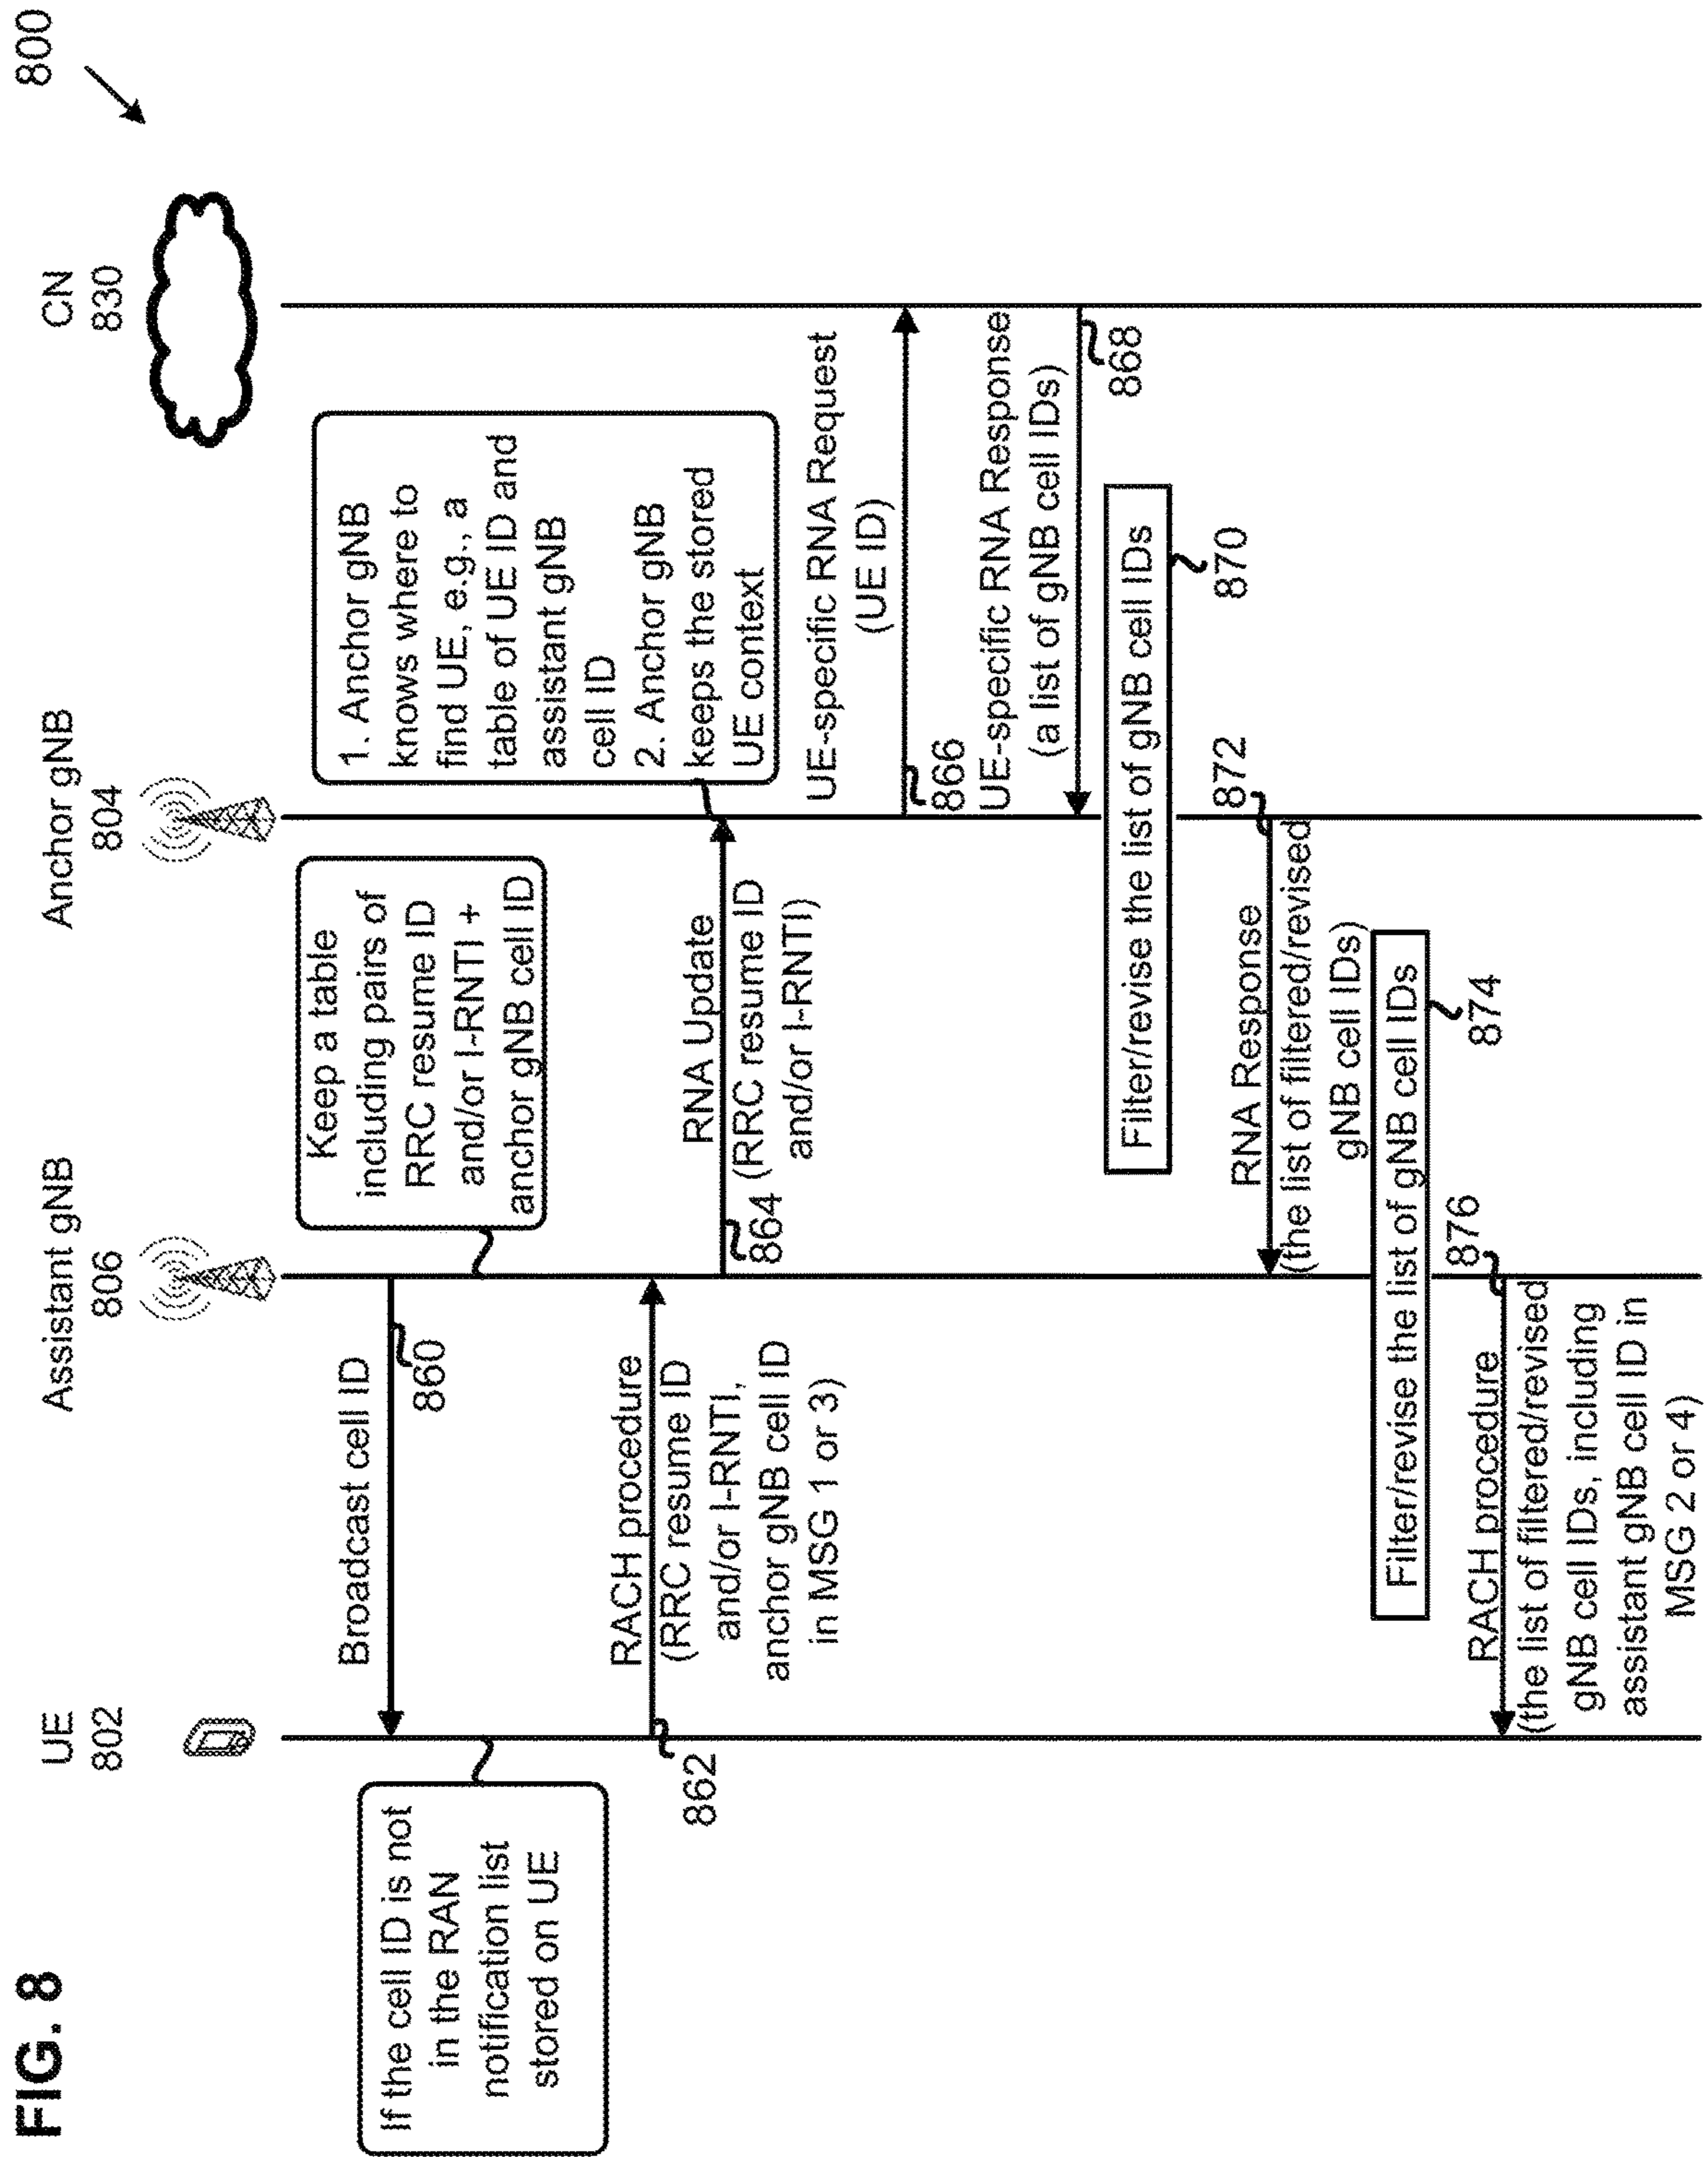 FIG. 8
800
UE
802
Assistant gNB
806
Anchor gNB
804
CN
830
If the cell ID is not
in the RAN
notification list
stored on UE
Broadcast cell ID
860
Keep a table
including pairs of
RRC resume ID
and/or I-RNTI +
anchor gNB cell ID
1. Anchor gNB
knows where to
find UE, e.g., a
table of UE ID and
assistant gNB
cell ID
2. Anchor gNB
keeps the stored
UE context
RACH procedure
(RRC resume ID
and/or I-RNTI,
anchor gNB cell ID
in MSG 1 or 3)
862
RNA Update
(RRC resume ID
and/or I-RNTI)
864
UE-specific RNA Request
(UE ID)
866
UE-specific RNA Response
(a list of gNB cell IDs)
868
Filter/revise the list of gNB cell IDs
870
872
RNA Response
(the list of filtered/revised
gNB cell IDs)
Filter/revise the list of gNB cell IDs
874
876
RACH procedure
(the list of filtered/revised
gNB cell IDs, including
assistant gNB cell ID in
MSG 2 or 4)